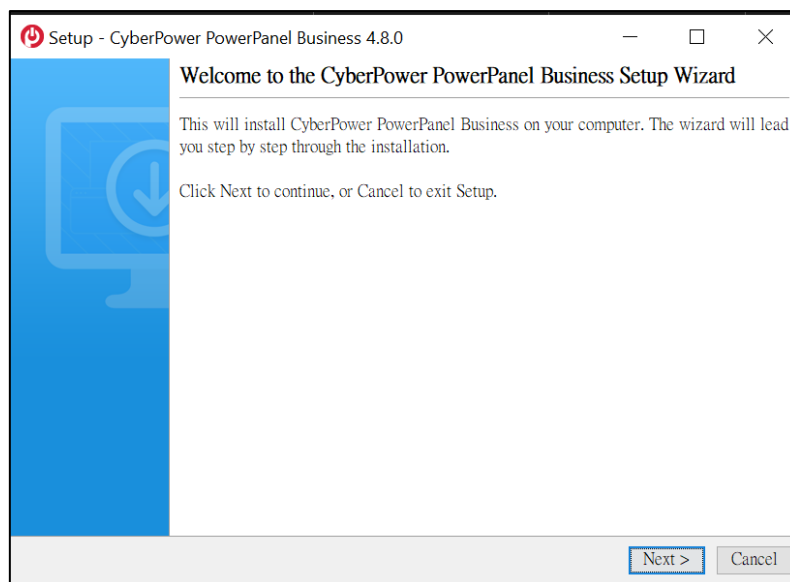 Setup - CyberPower PowerPanel Business 4.8.0
Welcome to the CyberPower PowerPanel Business Setup Wizard
This will install CyberPower PowerPanel Business on your computer. The wizard will lead
you step by step through the installation.
Click Next to continue, or Cancel to exit Setup.
Next > Cancel